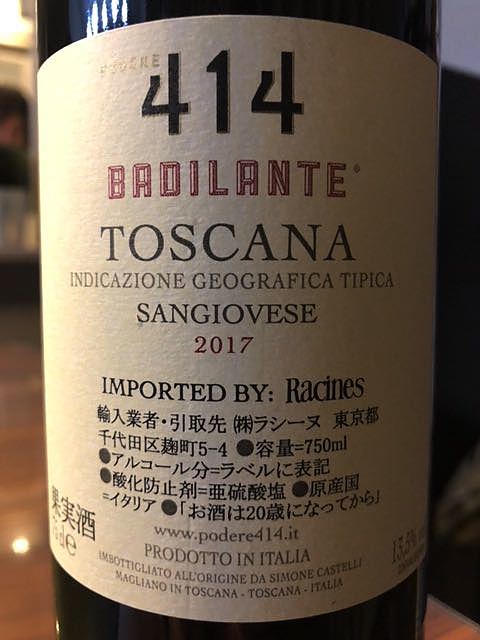 PODERE
414
BADILANTE®
TOSCANA
INDICAZIONE GEOGRAFICA TIPICA
SANGIOVESE
2017
IMPORTED BY: Racines
輸入業者・引取先 ㈱ラシーヌ 東京都
千代田区麹町5-4 ●容量=750ml
●アルコール分=ラベルに表記
●酸化防止剤=亜硫酸塩 ●原産国
=イタリア ●「お酒は20歳になってから」
果実酒
www.podere414.it
PRODOTTO IN ITALIA
13,5%
IMBOTTIGLIATO ALL'ORIGINE DA SIMONE CASTELLI
MAGLIANO IN TOSCANA - TOSCANA - ITALIA